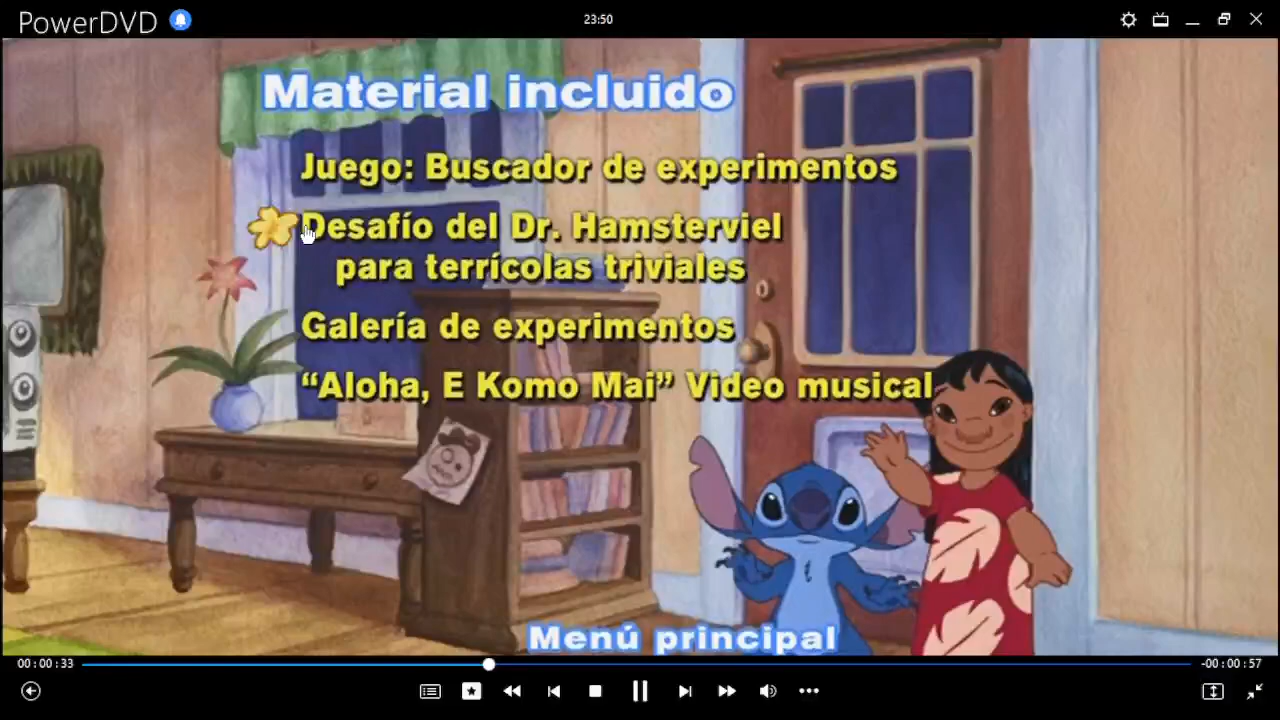 PowerDVD
23:50
Material incluido
Juego: Buscador de experimentos
Desafío del Dr. Hamsterviel
para terrícolas triviales
Galería de experimentos
“Aloha, E Komo Mai” Video musical
Menú principal
00:00:33
-00:00:57